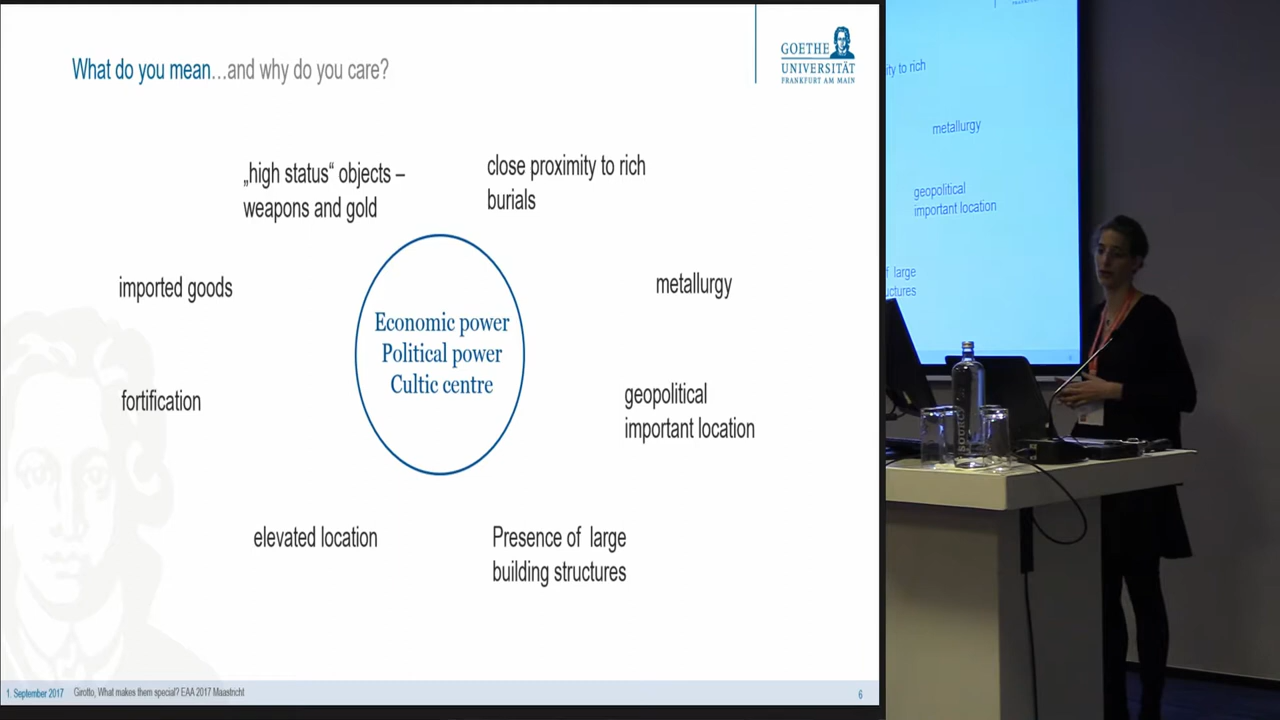 What do you mean…and why do you care?
GOETHE
UNIVERSITÄT
FRANKFURT AM MAIN
„high status“ objects –
weapons and gold
close proximity to rich
burials
imported goods
metallurgy
Economic power
Political power
Cultic centre
fortification
geopolitical
important location
elevated location
Presence of large
building structures
1. September 2017 Girotto, What makes them special? EAA 2017 Maastricht
6
to rich
metallurgy
geopolitical
important location
large